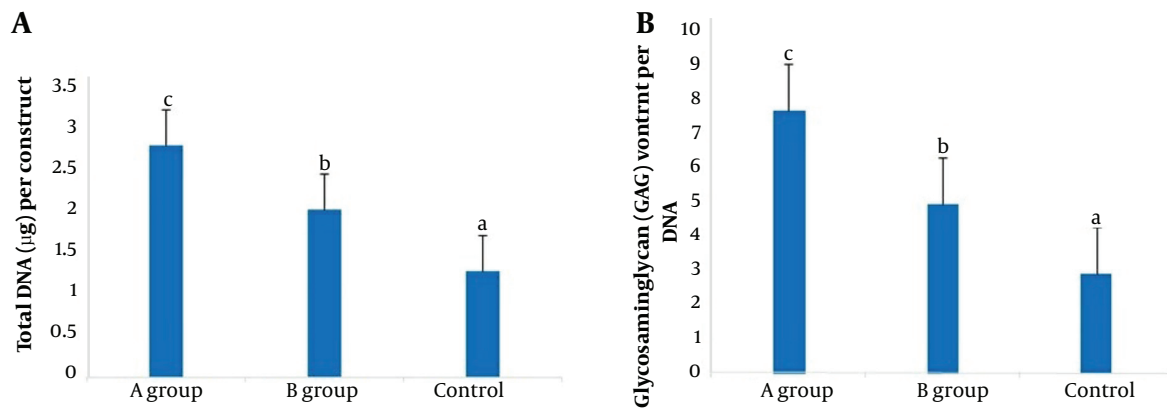 A
Total DNA (μg) per construct
3.5
3
2.5
2
1.5
1
0.5
0
c
b
a
A group
B group
Control
B
Glycosaminglycan (GAG) vontrnt per
DNA
10
9
8
7
6
5
4
3
2
1
0
c
b
a
A group
B group
Control